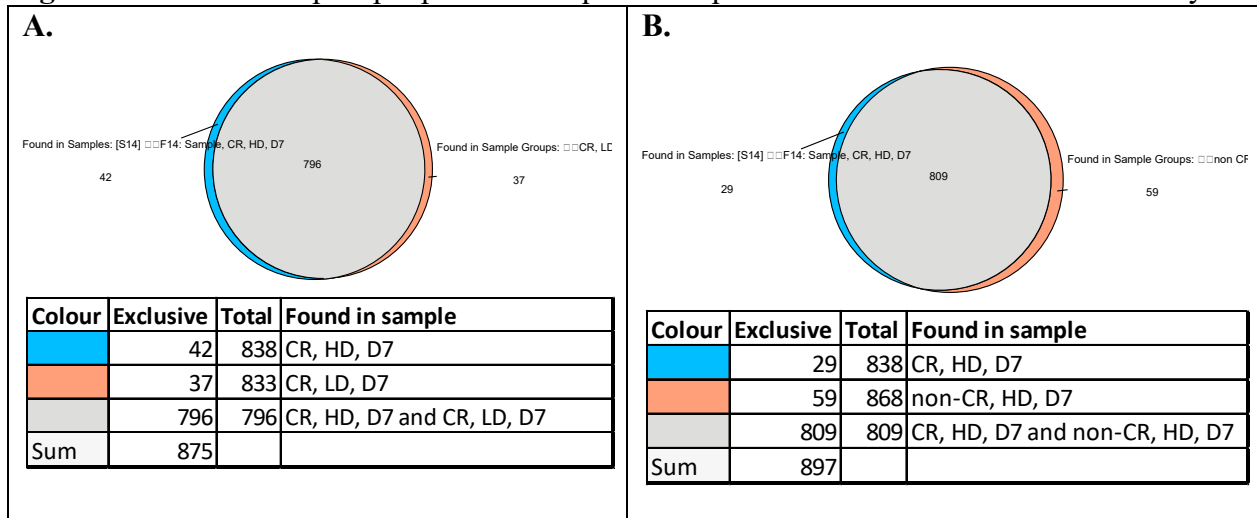 A.
Found in Samples: [S14] □□F14: Sample, CR, HD, D7
42
796
Found in Sample Groups: □□CR, LD
37
Colour Exclusive Total Found in sample
42 838 CR, HD, D7
37 833 CR, LD, D7
796 796 CR, HD, D7 and CR, LD, D7
Sum 875
B.
Found in Samples: [S14] □□F14: Sample, CR, HD, D7
29
809
Found in Sample Groups: □□non CR
59
Colour Exclusive Total Found in sample
29 838 CR, HD, D7
59 868 non-CR, HD, D7
809 809 CR, HD, D7 and non-CR, HD, D7
Sum 897